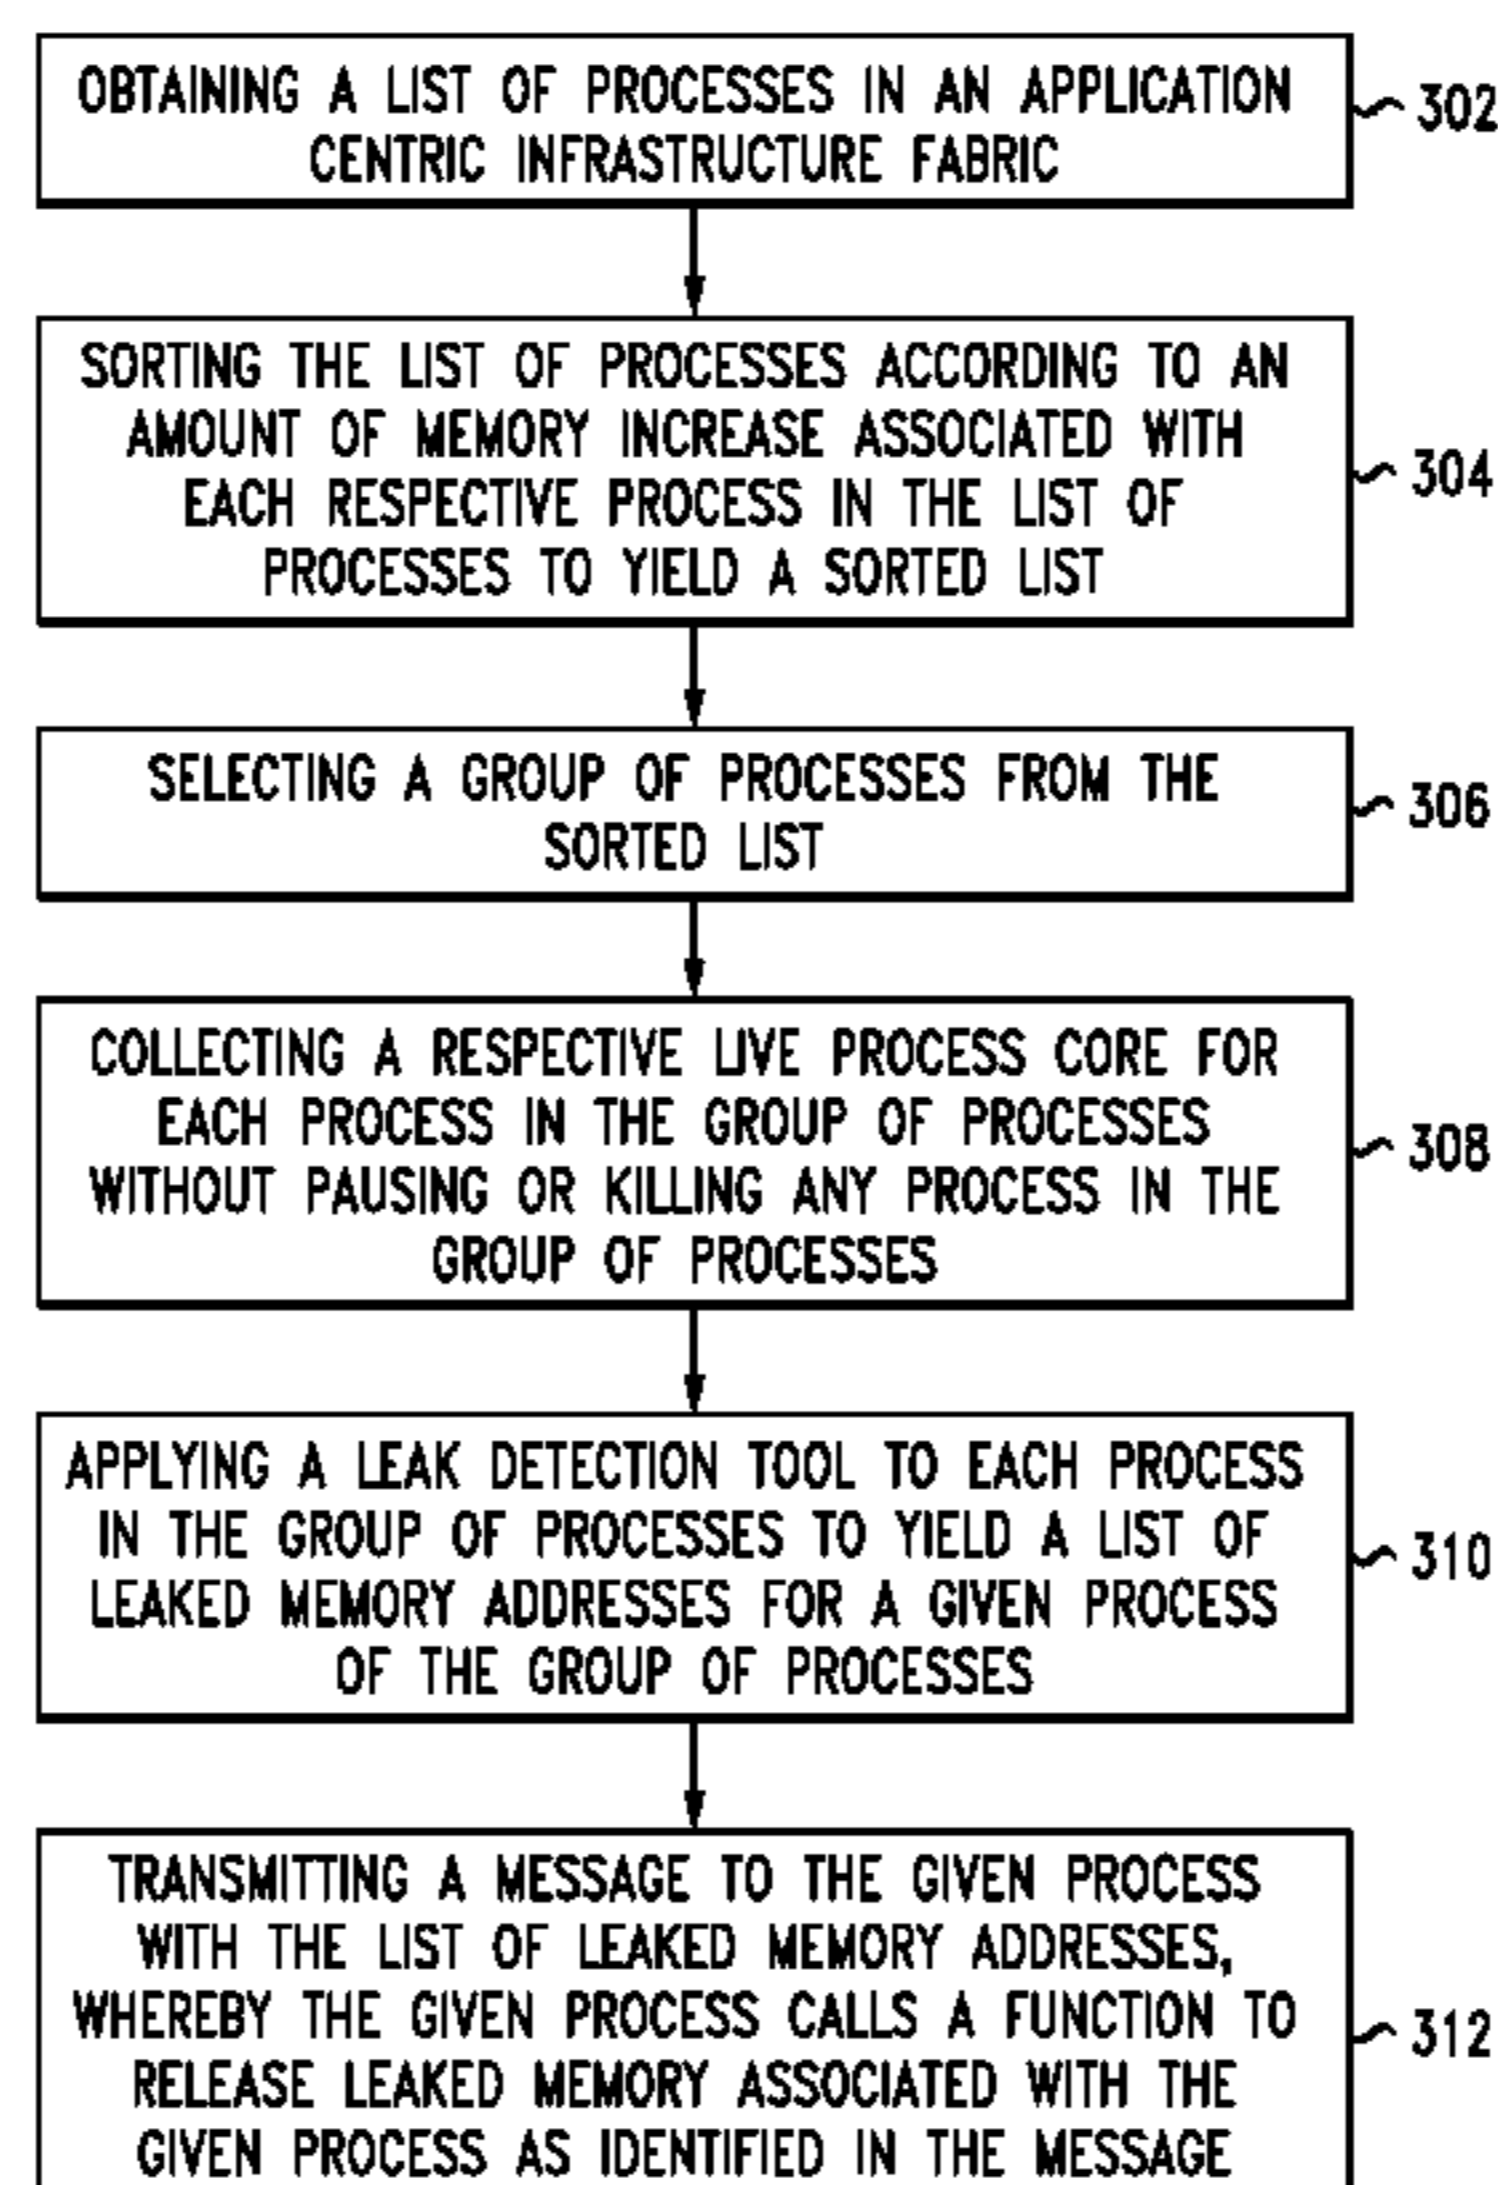 OBTAINING A LIST OF PROCESSES IN AN APPLICATION
CENTRIC INFRASTRUCTURE FABRIC
302
SORTING THE LIST OF PROCESSES ACCORDING TO AN
AMOUNT OF MEMORY INCREASE ASSOCIATED WITH
EACH RESPECTIVE PROCESS IN THE LIST OF
PROCESSES TO YIELD A SORTED LIST
304
SELECTING A GROUP OF PROCESSES FROM THE
SORTED LIST
306
COLLECTING A RESPECTIVE LIVE PROCESS CORE FOR
EACH PROCESS IN THE GROUP OF PROCESSES
WITHOUT PAUSING OR KILLING ANY PROCESS IN THE
GROUP OF PROCESSES
308
APPLYING A LEAK DETECTION TOOL TO EACH PROCESS
IN THE GROUP OF PROCESSES TO YIELD A LIST OF
LEAKED MEMORY ADDRESSES FOR A GIVEN PROCESS
OF THE GROUP OF PROCESSES
310
TRANSMITTING A MESSAGE TO THE GIVEN PROCESS
WITH THE LIST OF LEAKED MEMORY ADDRESSES,
WHEREBY THE GIVEN PROCESS CALLS A FUNCTION TO
RELEASE LEAKED MEMORY ASSOCIATED WITH THE
GIVEN PROCESS AS IDENTIFIED IN THE MESSAGE
312